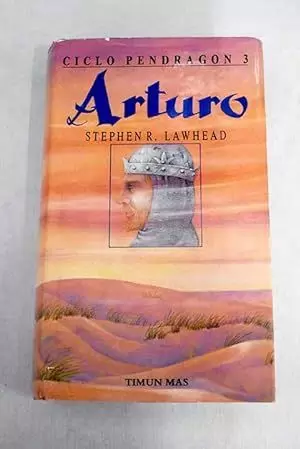 CICLO PENDRAGON 3
Arturo
STEPHEN R. LAWHEAD
TIMUN MAS